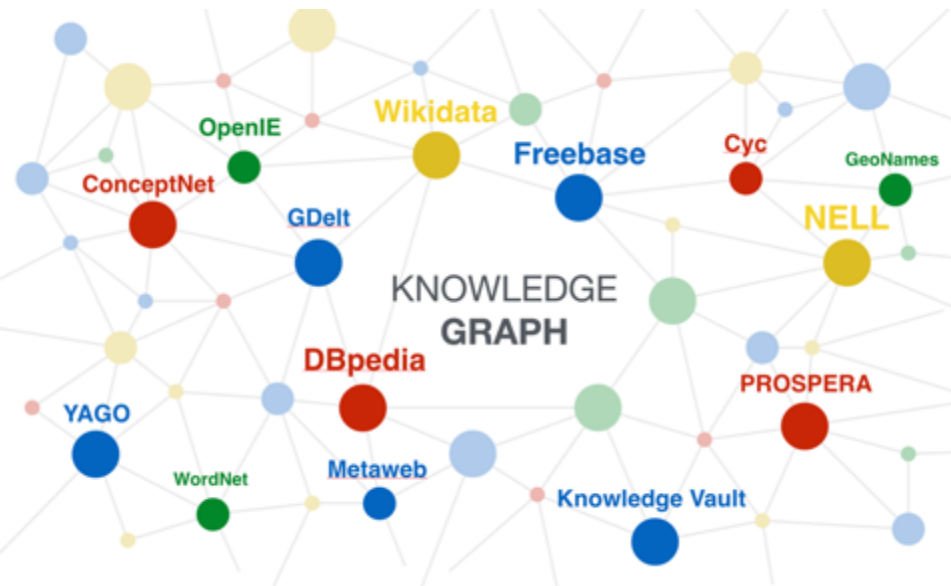 Wikidata
OpenIE
Freebase
Cyc
GeoNames
ConceptNet
GDelt
NELL
KNOWLEDGE
GRAPH
DBpedia
PROSPERA
YAGO
Metaweb
WordNet
Knowledge Vault